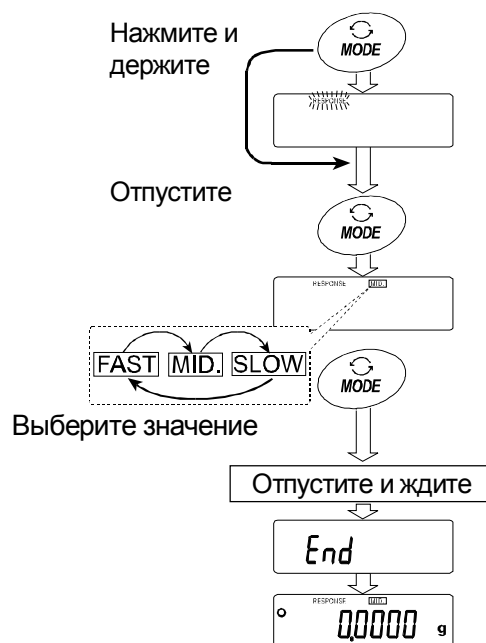 Нажмите и
держите
MODE
RESPONSE
Отпустите
MODE
RESPONSE MID.
FAST MID. SLOW
MODE
Выберите значение
Отпустите и ждите
End
RESPONSE MID.
0.0000 g